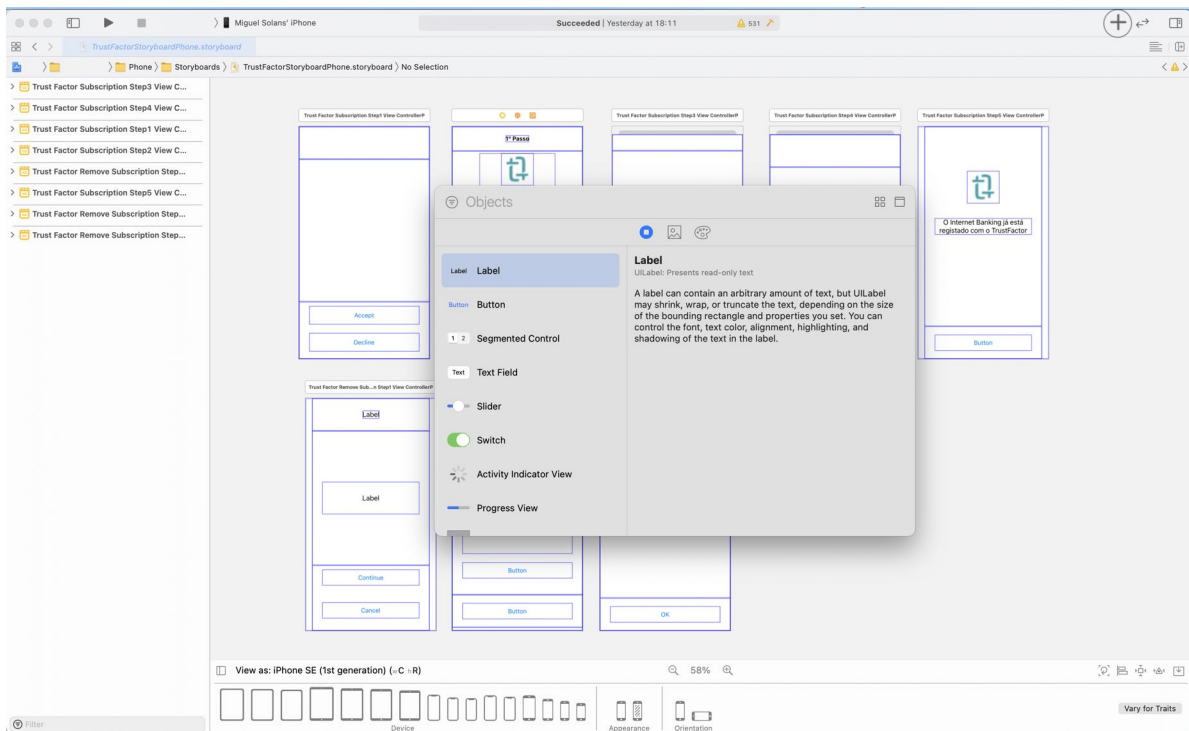 Miguel Solans' iPhone
Succeeded | Yesterday at 18:11
531
TrustFactorStoryboardPhone.storyboard
Phone
Storyboards
TrustFactorStoryboardPhone.storyboard
No Selection
Trust Factor Subscription Step3 View C...
Trust Factor Subscription Step4 View C...
Trust Factor Subscription Step1 View C...
Trust Factor Subscription Step2 View C...
Trust Factor Remove Subscription Step...
Trust Factor Subscription Step5 View C...
Trust Factor Remove Subscription Step...
Trust Factor Remove Subscription Step...
Filter
Trust Factor Subscription Step1 View ControllerP
Accept
Decline
1º Passo
Trust Factor Subscription Step3 View ControllerP
Trust Factor Subscription Step4 View ControllerP
Trust Factor Subscription Step5 View ControllerP
O Internet Banking já está
registado com o TrustFactor
Button
Trust Factor Remove Sub...n Step1 View ControllerP
Label
Label
Continue
Cancel
Button
Button
OK
Objects
Label Label
Button Button
1 2 Segmented Control
Text Text Field
Slider
Switch
Activity Indicator View
Progress View
Label
UILabel: Presents read-only text
A label can contain an arbitrary amount of text, but UILabel
may shrink, wrap, or truncate the text, depending on the size
of the bounding rectangle and properties you set. You can
control the font, text color, alignment, highlighting, and
shadowing of the text in the label.
View as: iPhone SE (1st generation) (wC hR)
58%
Device
Appearance
Orientation
Vary for Traits